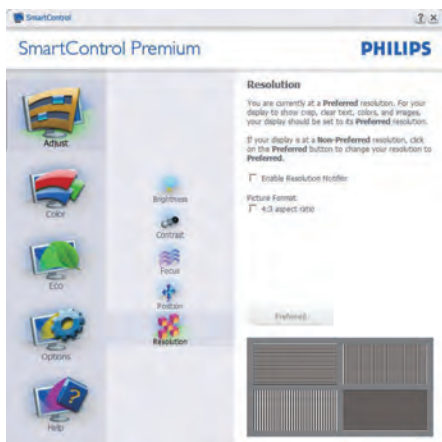 SmartControl
SmartControl Premium
PHILIPS
Adjust
Color
Eco
Options
Help
Brightness
Contrast
Focus
Position
Resolution
Resolution
You are currently at a Preferred resolution. For your
display to show crisp, clear text, colors, and images,
your display should be set to its Preferred resolution.
If your display is at a Non-Preferred resolution, click
on the Preferred button to change your resolution to
Preferred.
Enable Resolution Notifier
Picture Format:
4:3 aspect ratio
Preferred